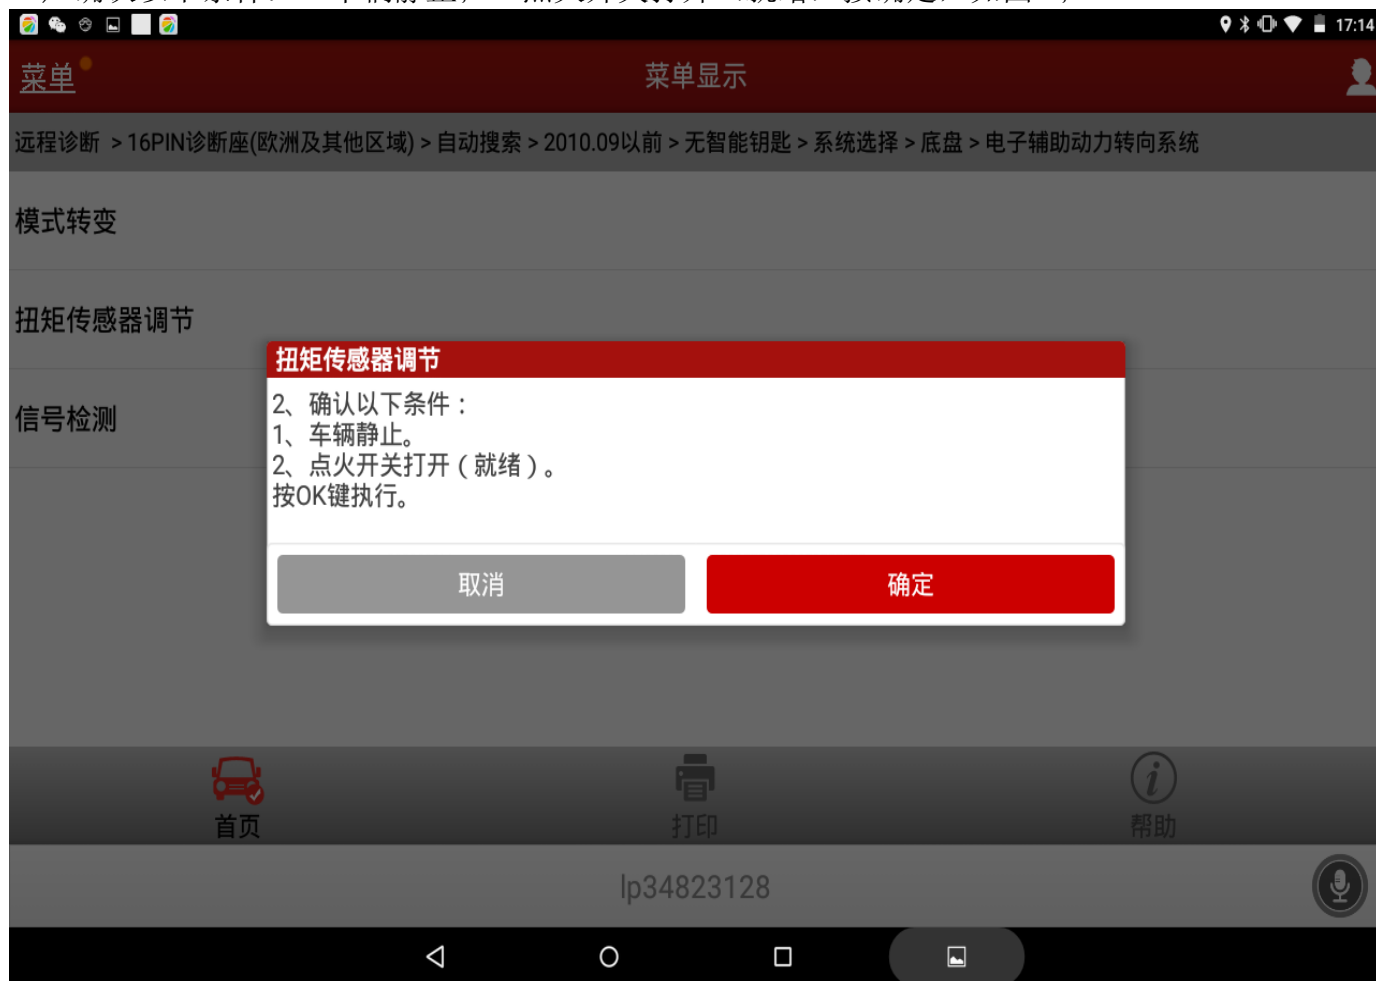 17:14
菜单
菜单显示
远程诊断 > 16PIN诊断座(欧洲及其他区域) > 自动搜索 > 2010.09以前 > 无智能钥匙 > 系统选择 > 底盘 > 电子辅助动力转向系统
模式转变
扭矩传感器调节
信号检测
扭矩传感器调节
2、确认以下条件：
1、车辆静止。
2、点火开关打开（就绪）。
按OK键执行。
取消
确定
首页
打印
帮助
lp34823128